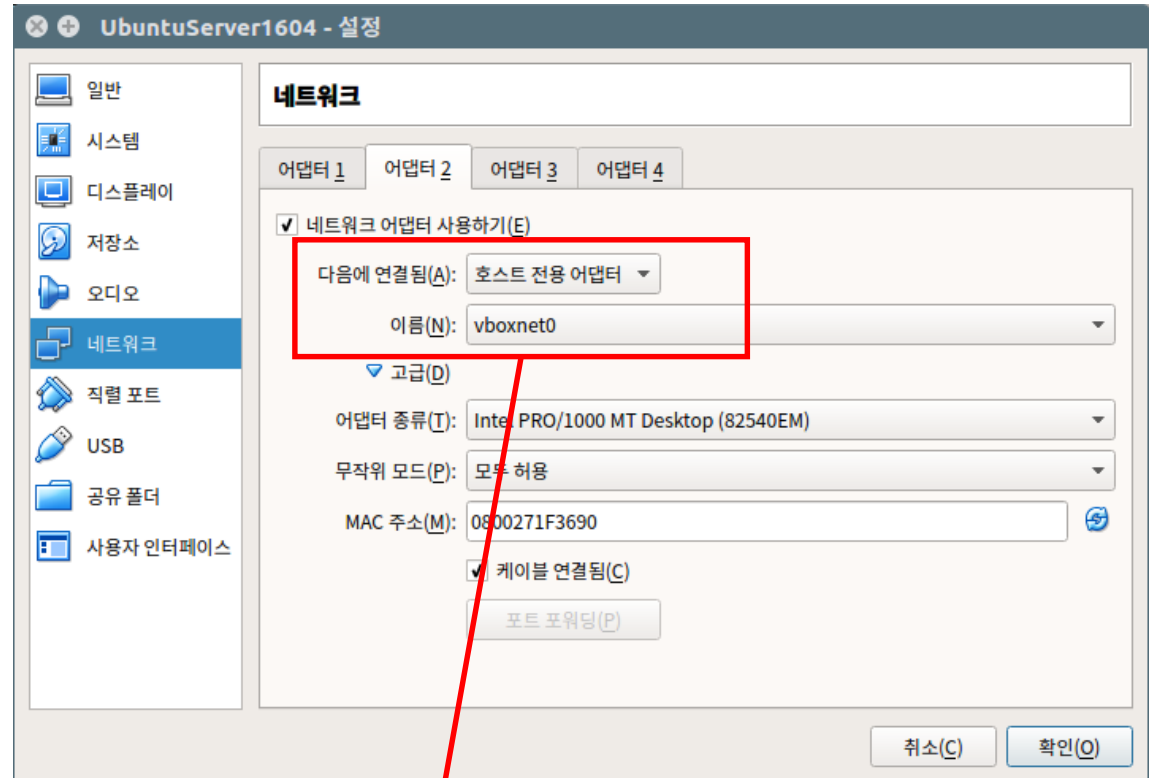 UbuntuServer1604 - 설정
일반
시스템
디스플레이
저장소
오디오
네트워크
직렬 포트
USB
공유 폴더
사용자 인터페이스
네트워크
어댑터 1 어댑터 2 어댑터 3 어댑터 4
네트워크 어댑터 사용하기(E)
다음에 연결됨(A): 호스트 전용 어댑터
이름(N): vboxnet0
고급(D)
어댑터 종류(T): Intel PRO/1000 MT Desktop (82540EM)
무작위 모드(P): 모두 허용
MAC 주소(M): 0800271F3690
케이블 연결됨(C)
포트 포워딩(P)
취소(C) 확인(O)